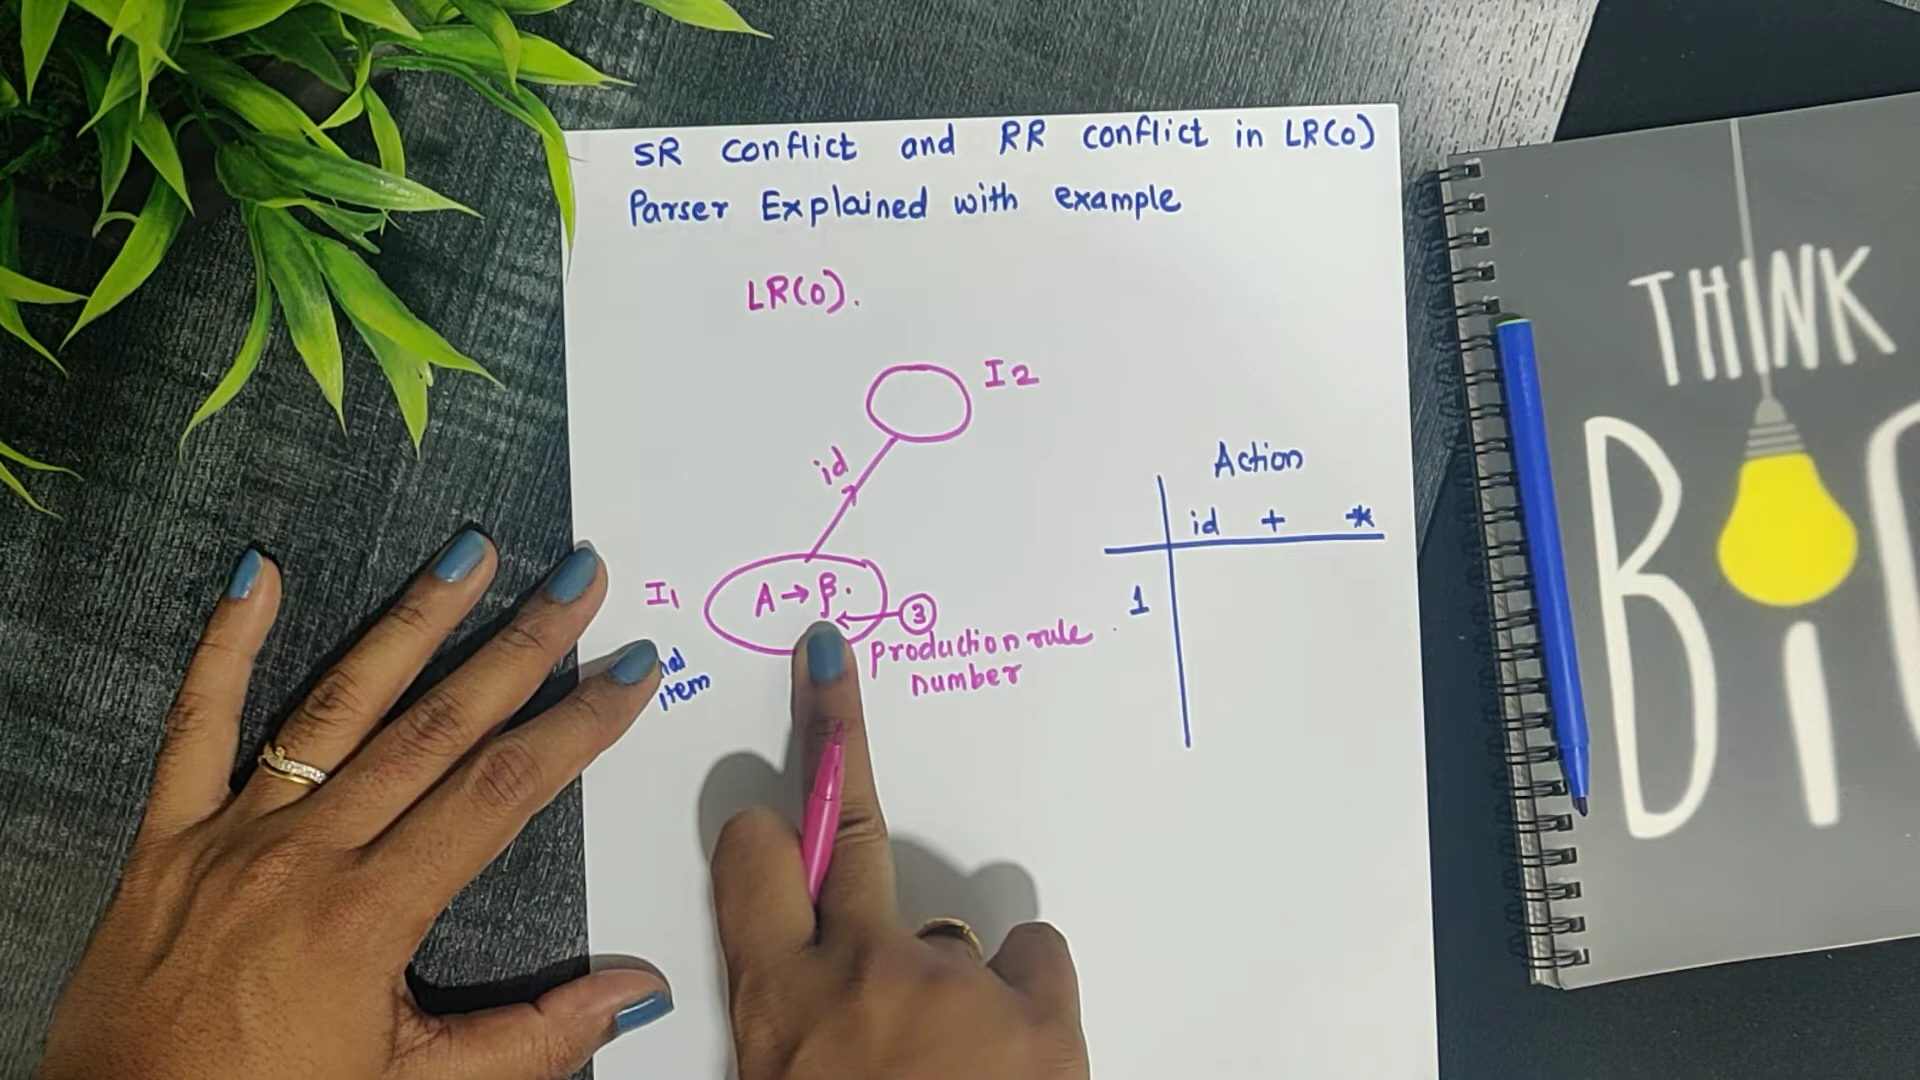 SR conflict and RR conflict in LR(0)
Parser Explained with example
LR(0).
I2
id
Action
id + *
I1
A→β.
3
1
Production rule
number
item
THINK